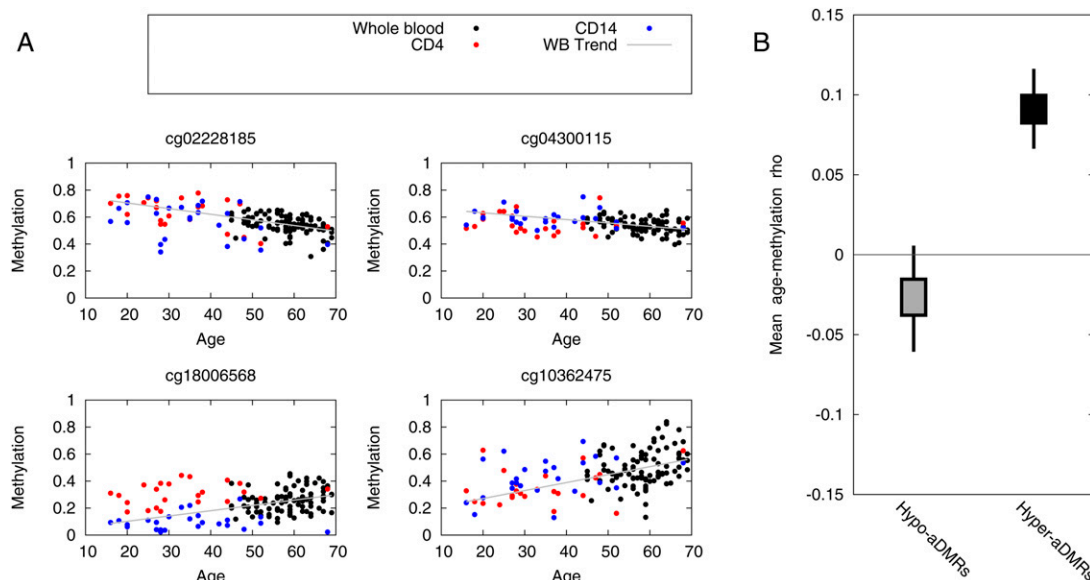 A
B
Whole blood
CD14
CD4
WB Trend
cg02228185
cg04300115
Methylation
1
0.8
0.6
0.4
0.2
0
10 20 30 40 50 60 70
Age
Methylation
1
0.8
0.6
0.4
0.2
0
10 20 30 40 50 60 70
Age
cg18006568
cg10362475
Methylation
1
0.8
0.6
0.4
0.2
0
10 20 30 40 50 60 70
Age
Methylation
1
0.8
0.6
0.4
0.2
0
10 20 30 40 50 60 70
Age
Mean age-methylation rho
0.15
0.1
0.05
0
-0.05
-0.1
-0.15
Hypo-aDMRs
Hyper-aDMRs